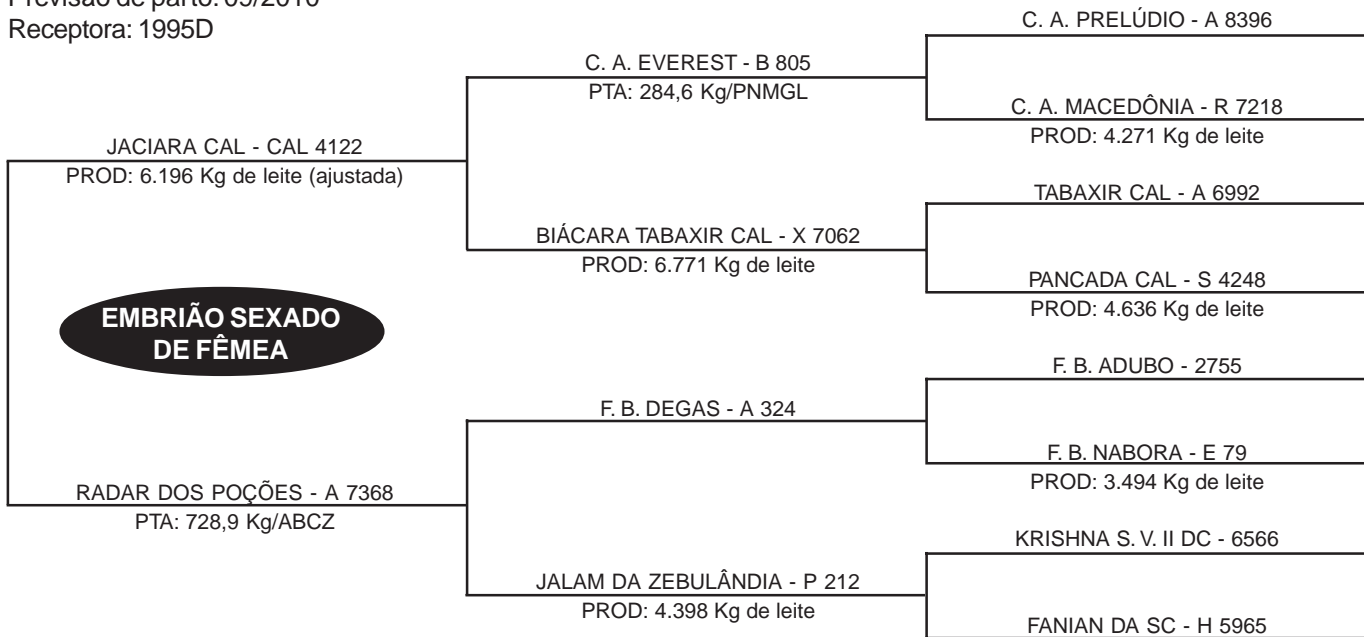 Previsão de parto: 09/2010
Receptora: 1995D
C. A. PRELÚDIO - A 8396
C. A. EVEREST - B 805
PTA: 284,6 Kg/PNMGL
C. A. MACEDÔNIA - R 7218
PROD: 4.271 Kg de leite
JACIARA CAL - CAL 4122
PROD: 6.196 Kg de leite (ajustada)
TABAXIR CAL - A 6992
BIÁCARA TABAXIR CAL - X 7062
PROD: 6.771 Kg de leite
PANCADA CAL - S 4248
PROD: 4.636 Kg de leite
EMBRIÃO SEXADO
DE FÊMEA
F. B. ADUBO - 2755
F. B. DEGAS - A 324
F. B. NABORA - E 79
PROD: 3.494 Kg de leite
RADAR DOS POÇÕES - A 7368
PTA: 728,9 Kg/ABCZ
KRISHNA S. V. II DC - 6566
JALAM DA ZEBULÂNDIA - P 212
PROD: 4.398 Kg de leite
FANIAN DA SC - H 5965